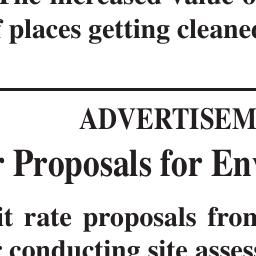 The increased value o
f places getting cleaned
ADVERTISEM
r Proposals for Env
it rate proposals from
r conducting site assess